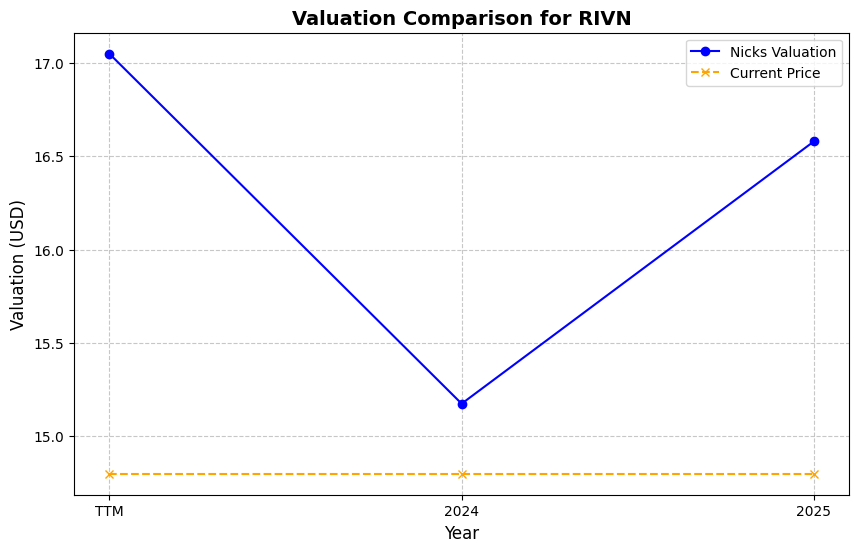 Valuation Comparison for RIVN
Nicks Valuation
Current Price
Valuation (USD)
17.0
16.5
16.0
15.5
15.0
TTM 2024 2025
Year